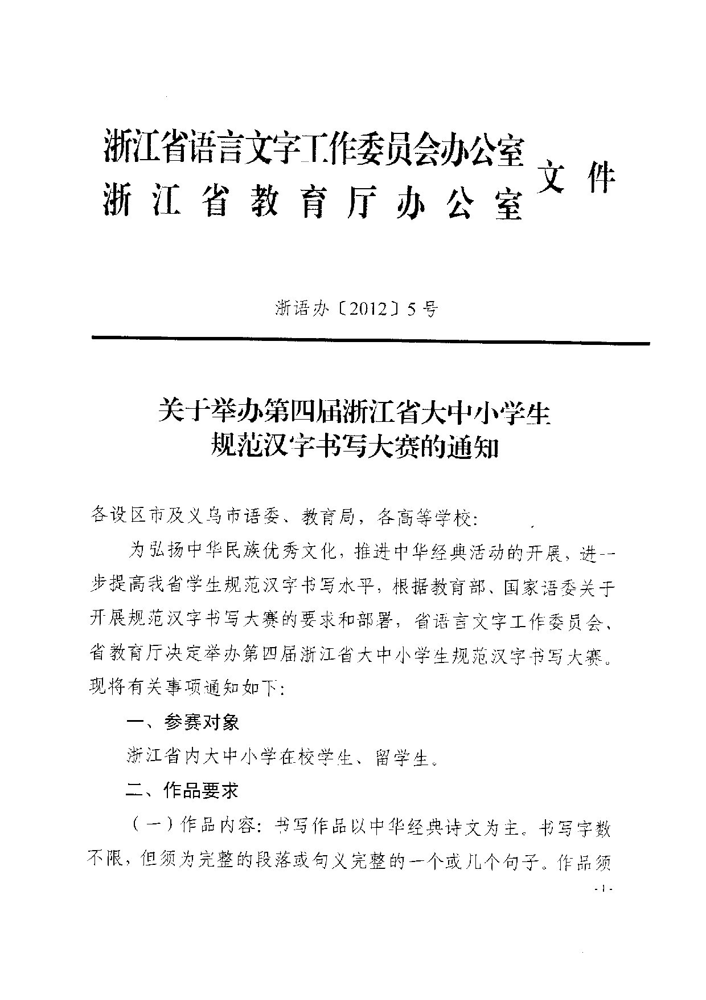 浙江省语言文字工作委员会办公室
文 件
浙江省教育厅办公室
浙语办〔2012〕5 号
关于举办第四届浙江省大中小学生
规范汉字书写大赛的通知
各设区市及义乌市语委、教育局，各高等学校：
为弘扬中华民族优秀文化，推进中华经典活动的开展，进一
步提高我省学生规范汉字书写水平，根据教育部、国家语委关于
开展规范汉字书写大赛的要求和部署，省语言文字工作委员会、
省教育厅决定举办第四届浙江省大中小学生规范汉字书写大赛。
现将有关事项通知如下：
一、参赛对象
浙江省内大中小学在校学生、留学生。
二、作品要求
（一）作品内容：书写作品以中华经典诗文为主。书写字数
不限，但须为完整的段落或句义完整的一个或几个句子。作品须
- 1 -